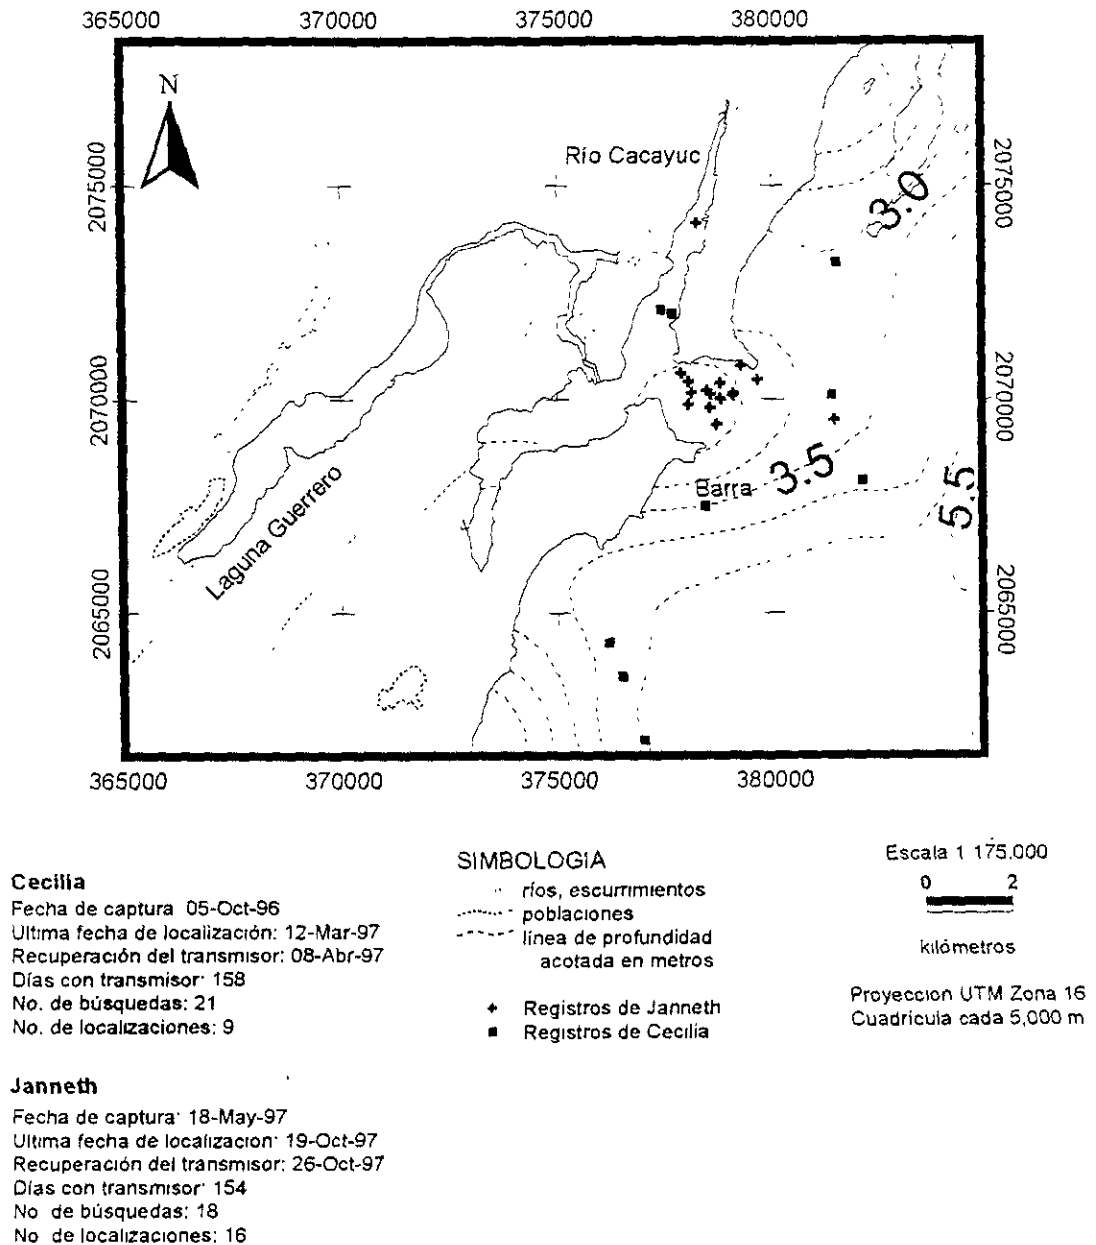 365000 370000 375000 380000
N
Río Cacayuc
2075000
2075000
3.0
2070000
2070000
3.5
Barra
5.5
Laguna Guerrero
2065000
2065000
365000 370000 375000 380000
Cecilia
Fecha de captura 05-Oct-96
Ultima fecha de localización: 12-Mar-97
Recuperación del transmisor: 08-Abr-97
Días con transmisor: 158
No. de búsquedas: 21
No. de localizaciones: 9
Janneth
Fecha de captura: 18-May-97
Ultima fecha de localizacion: 19-Oct-97
Recuperación del transmisor: 26-Oct-97
Días con transmisor: 154
No de búsquedas: 18
No de localizaciones: 16
SIMBOLOGIA
ríos, escurrimientos
poblaciones
línea de profundidad
acotada en metros
Registros de Janneth
Registros de Cecilia
Escala 1 175.000
0 2
kilómetros
Proyeccion UTM Zona 16
Cuadrícula cada 5,000 m